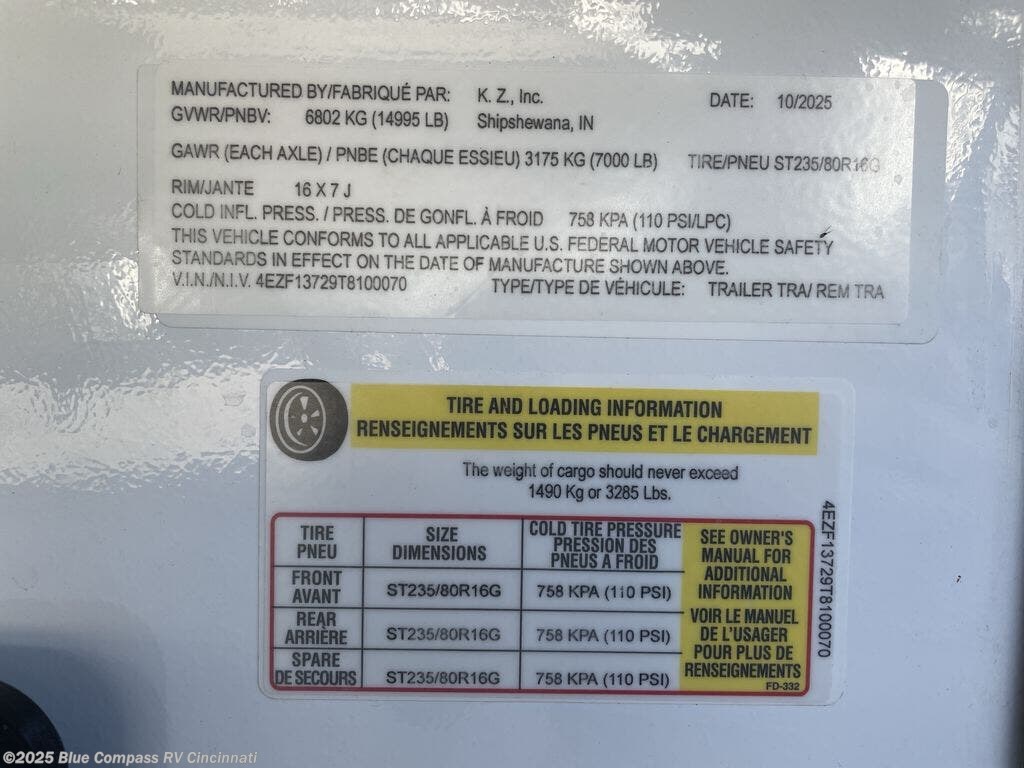 MANUFACTURED BY/FABRIQUÉ PAR: K. Z., Inc. DATE: 10/2025
GVWR/PNBV: 6802 KG (14995 LB) Shipshewana, IN
GAWR (EACH AXLE) / PNBE (CHAQUE ESSIEU) 3175 KG (7000 LB) TIRE/PNEU ST235/80R16G
RIM/JANTE 16 X 7 J
COLD INFL. PRESS. / PRESS. DE GONFL. À FROID 758 KPA (110 PSI/LPC)
THIS VEHICLE CONFORMS TO ALL APPLICABLE U.S. FEDERAL MOTOR VEHICLE SAFETY
STANDARDS IN EFFECT ON THE DATE OF MANUFACTURE SHOWN ABOVE.
V.I.N./N.I.V. 4EZF13729T8100070 TYPE/TYPE DE VÉHICULE: TRAILER TRA/ REM TRA
TIRE AND LOADING INFORMATION
RENSEIGNEMENTS SUR LES PNEUS ET LE CHARGEMENT
The weight of cargo should never exceed
1490 Kg or 3285 Lbs.
TIRE
PNEU
SIZE
DIMENSIONS
COLD TIRE PRESSURE
PRESSION DES
PNEUS A FROID
FRONT
AVANT
ST235/80R16G
758 KPA (110 PSI)
REAR
ARRIÈRE
ST235/80R16G
758 KPA (110 PSI)
SPARE
DE SECOURS
ST235/80R16G
758 KPA (110 PSI)
SEE OWNER'S
MANUAL FOR
ADDITIONAL
INFORMATION
VOIR LE MANUEL
DE L'USAGER
POUR PLUS DE
RENSEIGNEMENTS
FD-332
4EZF13729T8100070
©2025 Blue Compass RV Cincinnati